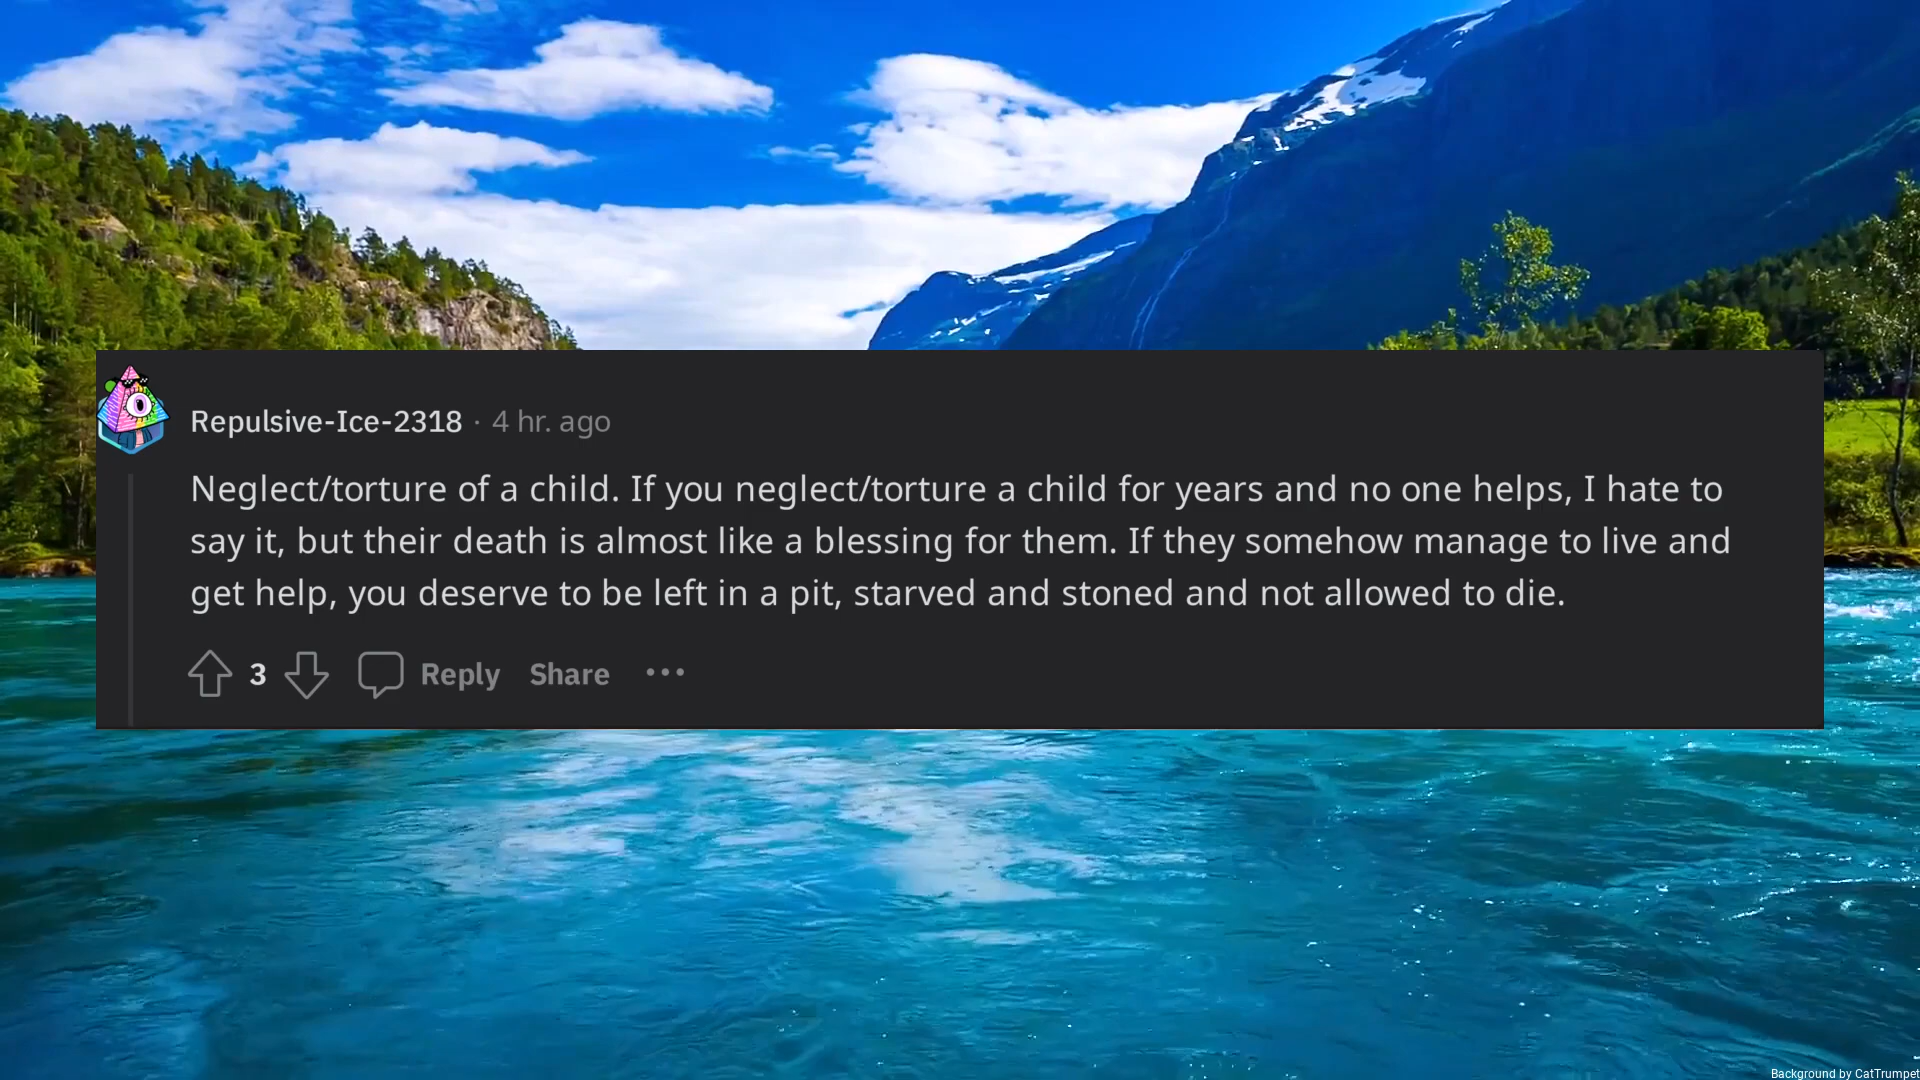 Repulsive-Ice-2318 · 4 hr. ago
Neglect/torture of a child. If you neglect/torture a child for years and no one helps, I hate to
say it, but their death is almost like a blessing for them. If they somehow manage to live and
get help, you deserve to be left in a pit, starved and stoned and not allowed to die.
3 Reply Share ···
Background by CatTrumpet